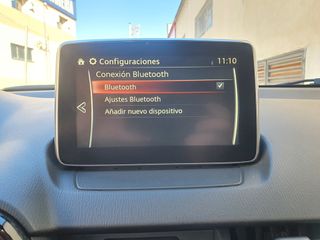 Configuraciones
11:10
Conexión Bluetooth
Bluetooth
Ajustes Bluetooth
Añadir nuevo dispositivo